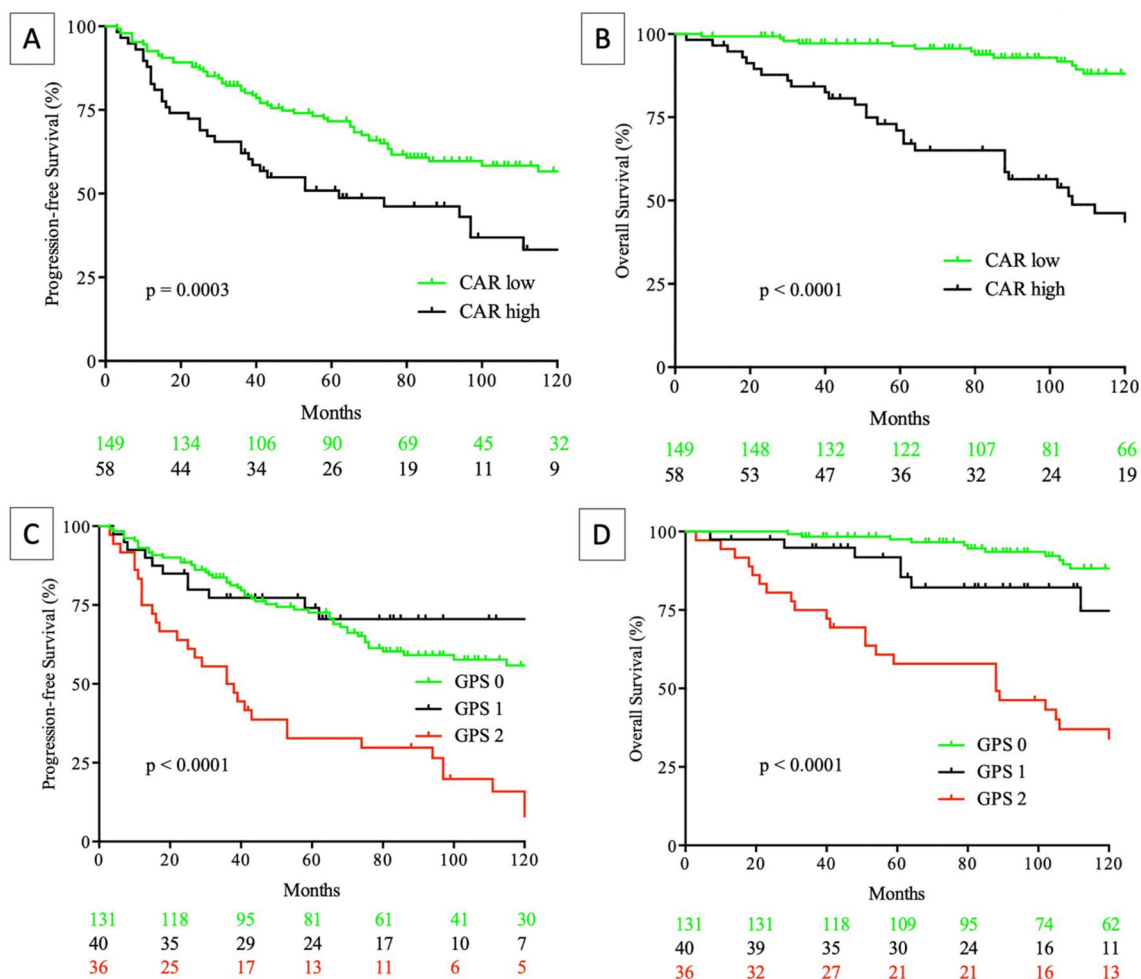 A
Progression-free Survival (%)
100
75
50
25
0
p = 0.0003
CAR low
CAR high
0 20 40 60 80 100 120
Months
149 134 106 90 69 45 32
58 44 34 26 19 11 9
B
Overall Survival (%)
100
75
50
25
0
p < 0.0001
CAR low
CAR high
0 20 40 60 80 100 120
Months
149 148 132 122 107 81 66
58 53 47 36 32 24 19
C
Progression-free Survival (%)
100
75
50
25
0
GPS 0
GPS 1
GPS 2
p < 0.0001
0 20 40 60 80 100 120
Months
131 118 95 81 61 41 30
40 35 29 24 17 10 7
36 25 17 13 11 6 5
D
Overall Survival (%)
100
75
50
25
0
GPS 0
GPS 1
GPS 2
p < 0.0001
0 20 40 60 80 100 120
Months
131 131 118 109 95 74 62
40 39 35 30 24 16 11
36 32 27 21 21 16 13